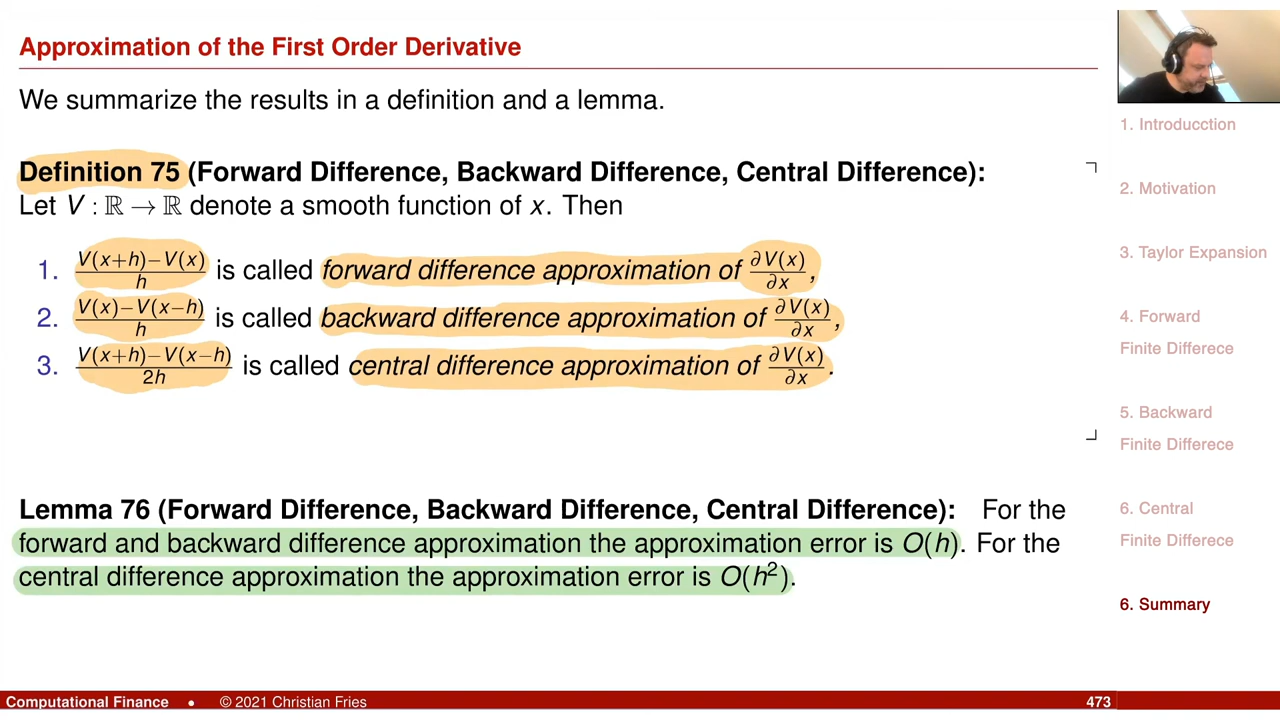 Approximation of the First Order Derivative
We summarize the results in a definition and a lemma.
Definition 75 (Forward Difference, Backward Difference, Central Difference):
Let V : ℝ → ℝ denote a smooth function of x. Then
1. V(x+h)−V(x) / h is called forward difference approximation of ∂V(x) / ∂x,
2. V(x)−V(x−h) / h is called backward difference approximation of ∂V(x) / ∂x,
3. V(x+h)−V(x−h) / 2h is called central difference approximation of ∂V(x) / ∂x.
Lemma 76 (Forward Difference, Backward Difference, Central Difference): For the
forward and backward difference approximation the approximation error is O(h). For the
central difference approximation the approximation error is O(h²).
1. Introducction
2. Motivation
3. Taylor Expansion
4. Forward
Finite Differece
5. Backward
Finite Differece
6. Central
Finite Differece
6. Summary
Computational Finance • © 2021 Christian Fries 473